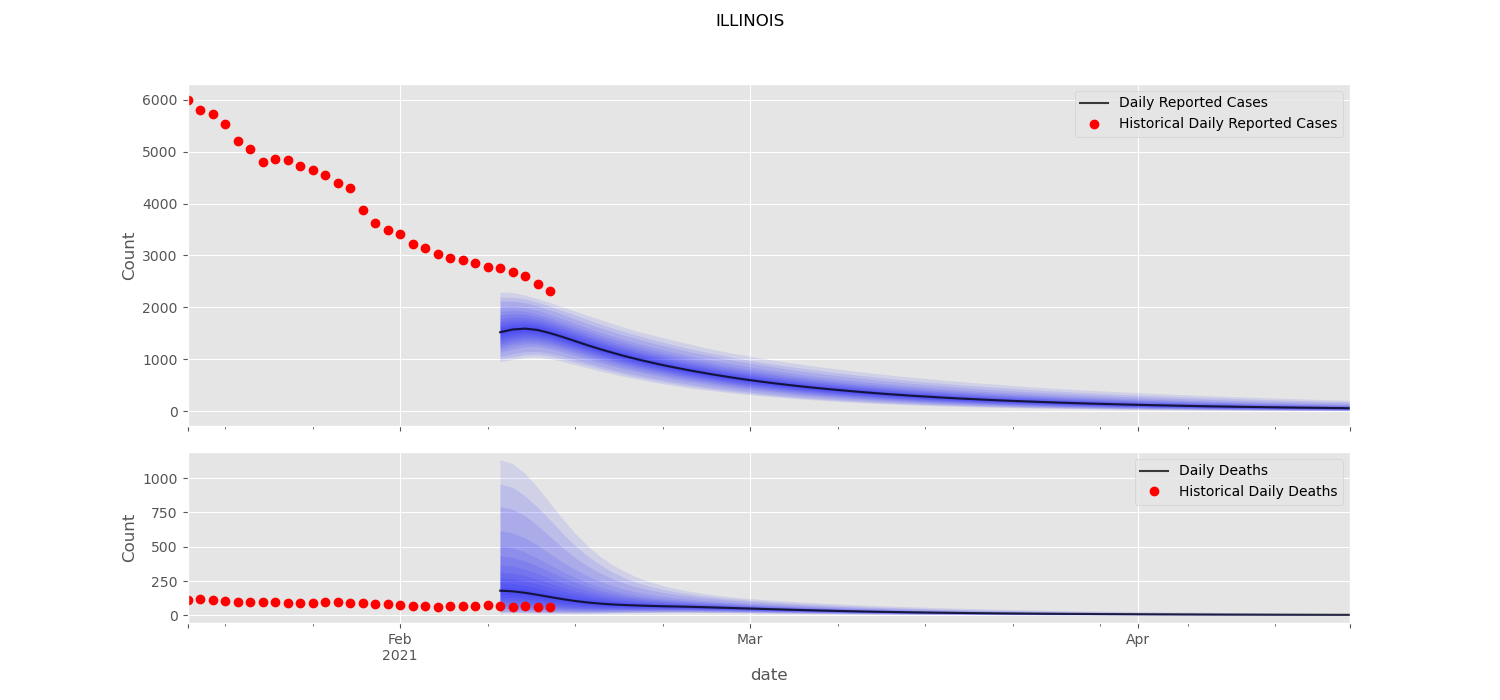 ILLINOIS
6000
5000
4000
3000
2000
1000
0
Count
Daily Reported Cases
Historical Daily Reported Cases
1000
750
500
250
0
Count
Daily Deaths
Historical Daily Deaths
Feb
2021
Mar
Apr
date